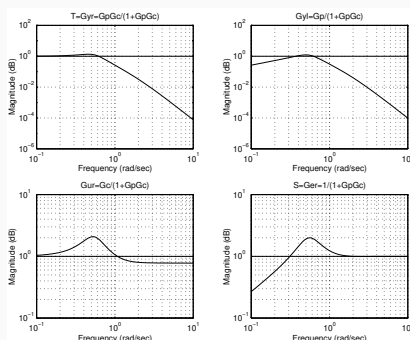 T=Gyr=GpGc/(1+GpGc)
Magnitude (dB)
10^2
10^0
10^-2
10^-4
10^-6
10^-1
10^0
10^1
Frequency (rad/sec)
Gyl=Gp/(1+GpGc)
Magnitude (dB)
10^2
10^0
10^-2
10^-4
10^-6
10^-1
10^0
10^1
Frequency (rad/sec)
Gur=Gc/(1+GpGc)
Magnitude (dB)
10^1
10^0
10^-1
10^-1
10^0
10^1
Frequency (rad/sec)
S=Ger=1/(1+GpGc)
Magnitude (dB)
10^1
10^0
10^-1
10^-1
10^0
10^1
Frequency (rad/sec)